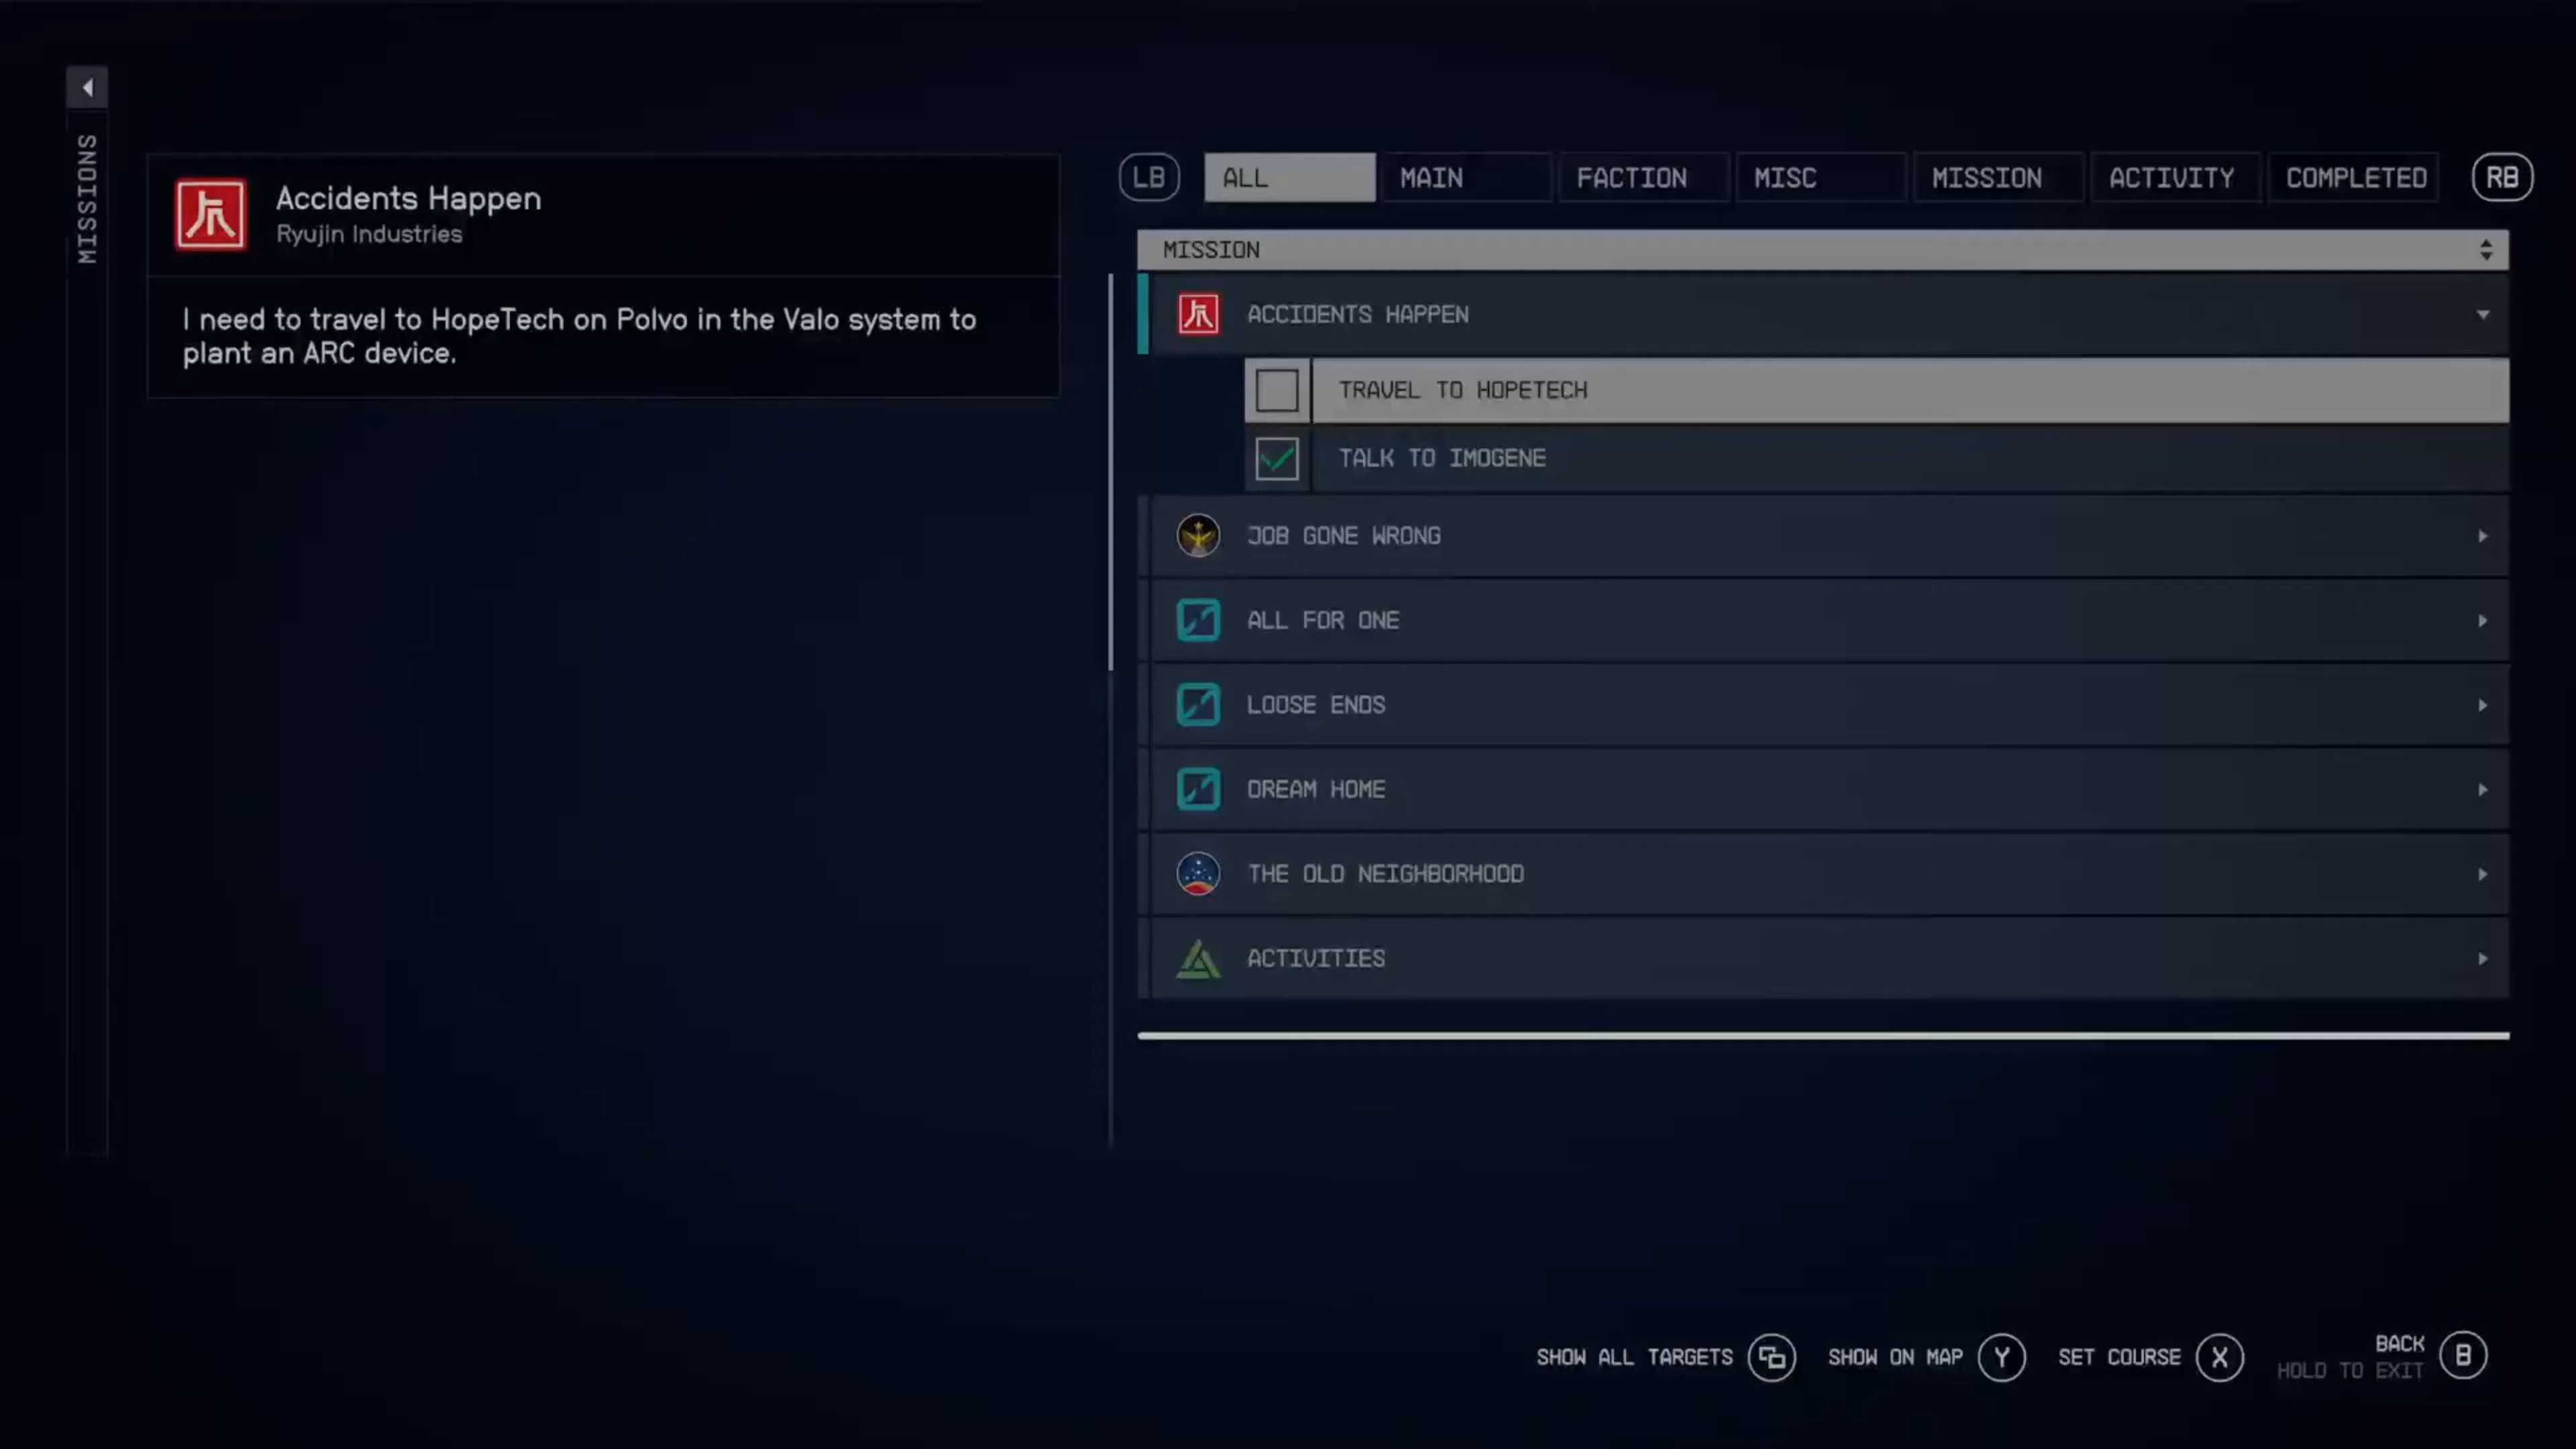 MISSIONS
Accidents Happen
Ryujin Industries
I need to travel to HopeTech on Polvo in the Valo system to
plant an ARC device.
LB ALL MAIN FACTION MISC MISSION ACTIVITY COMPLETED RB
MISSION
ACCIDENTS HAPPEN
TRAVEL TO HOPETECH
TALK TO IMOGENE
JOB GONE WRONG
ALL FOR ONE
LOOSE ENDS
DREAM HOME
THE OLD NEIGHBORHOOD
ACTIVITIES
SHOW ALL TARGETS SHOW ON MAP Y SET COURSE X BACK B
HOLD TO EXIT